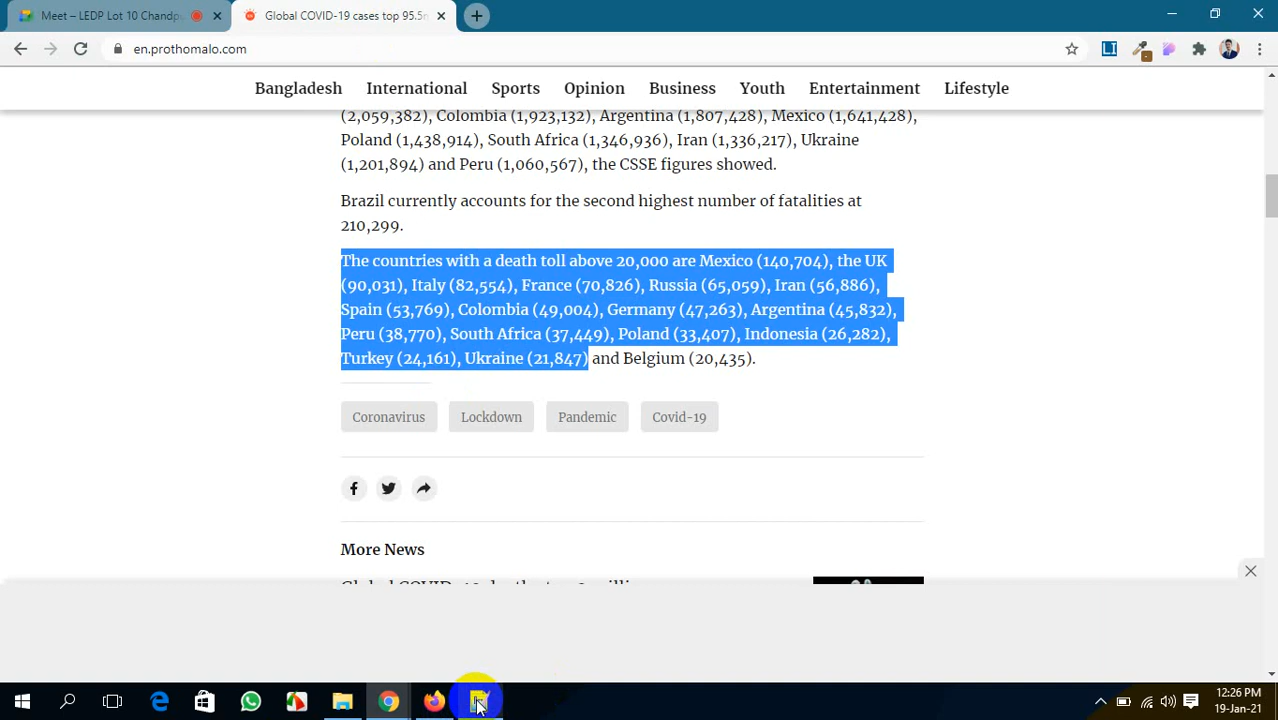 Meet – LEDP Lot 10 Chandpu
Global COVID-19 cases top 95.5m
en.prothomalo.com
Bangladesh International Sports Opinion Business Youth Entertainment Lifestyle
(2,059,382), Colombia (1,923,132), Argentina (1,807,428), Mexico (1,641,428),
Poland (1,438,914), South Africa (1,346,936), Iran (1,336,217), Ukraine
(1,201,894) and Peru (1,060,567), the CSSE figures showed.
Brazil currently accounts for the second highest number of fatalities at
210,299.
The countries with a death toll above 20,000 are Mexico (140,704), the UK
(90,031), Italy (82,554), France (70,826), Russia (65,059), Iran (56,886),
Spain (53,769), Colombia (49,004), Germany (47,263), Argentina (45,832),
Peru (38,770), South Africa (37,449), Poland (33,407), Indonesia (26,282),
Turkey (24,161), Ukraine (21,847) and Belgium (20,435).
Coronavirus Lockdown Pandemic Covid-19
More News
12:26 PM
19-Jan-21